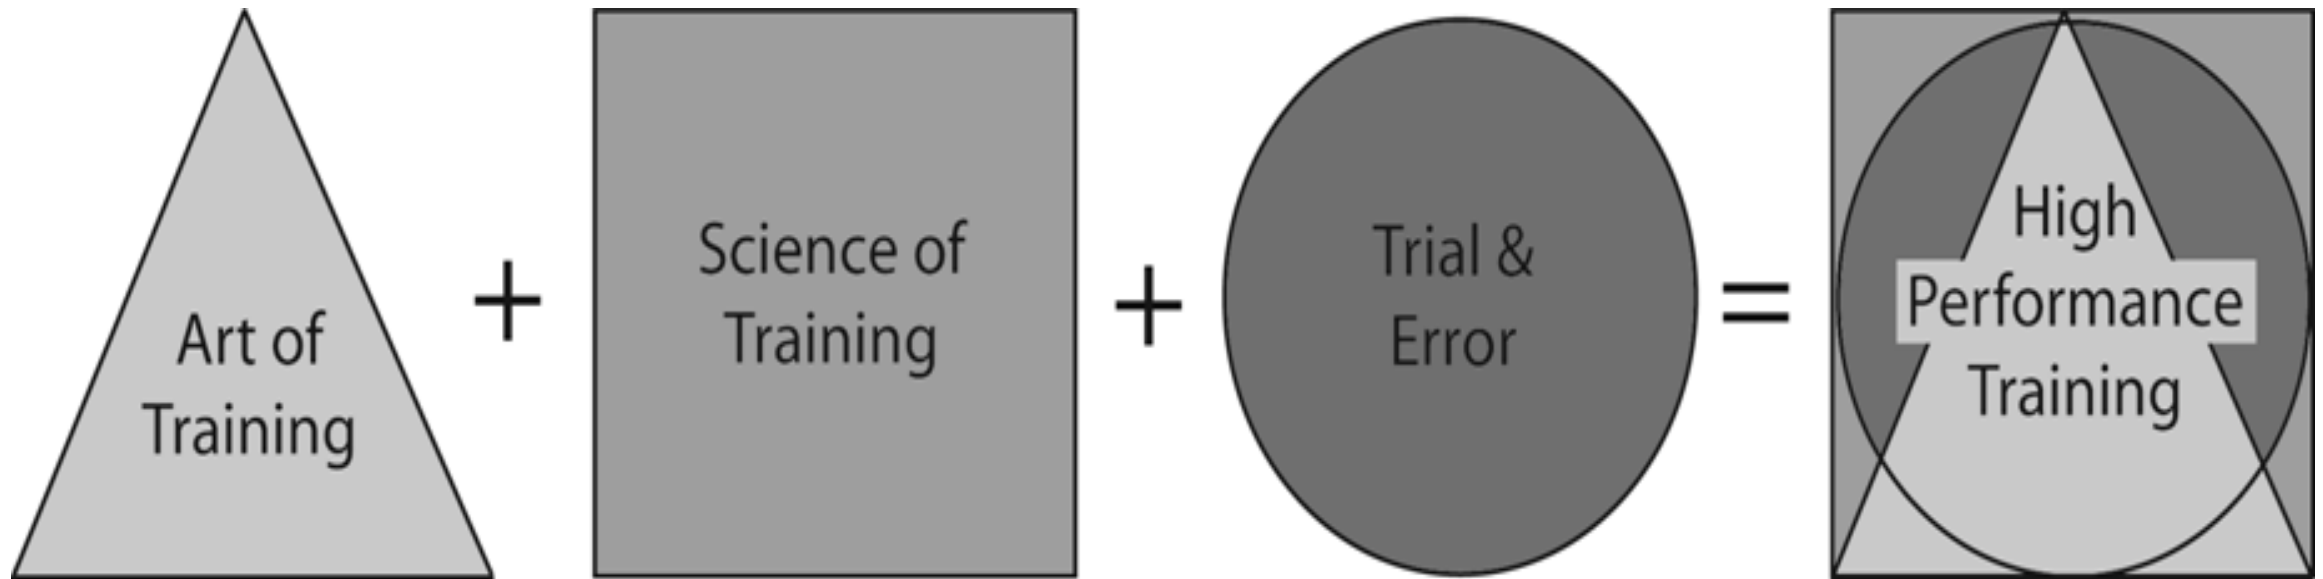 Art of
Training
+
Science of
Training
+
Trial &
Error
=
High
Performance
Training